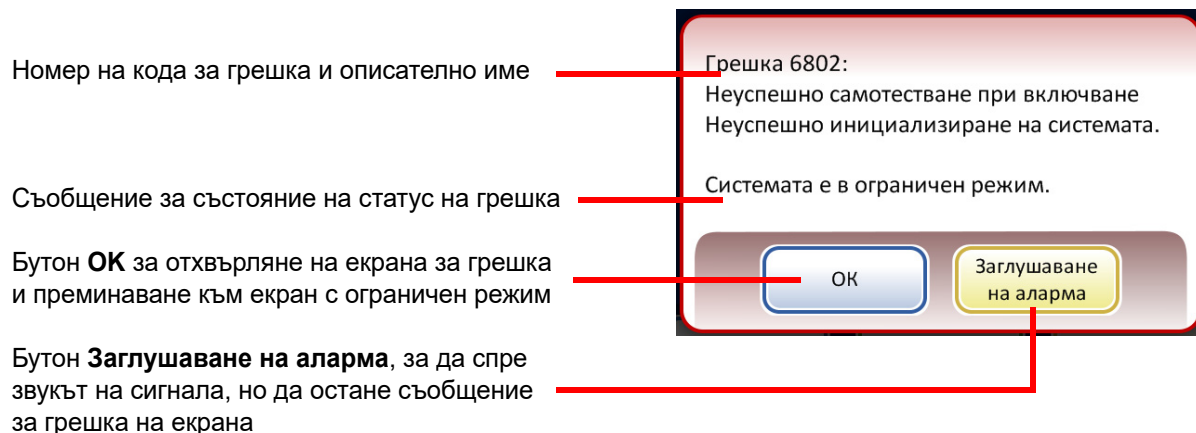 Номер на кода за грешка и описателно име
Съобщение за състояние на статус на грешка
Бутон OK за отхвърляне на екрана за грешка
и преминаване към екран с ограничен режим
Бутон Заглушаване на аларма, за да спре
звукът на сигнала, но да остане съобщение
за грешка на екрана
Грешка 6802:
Неуспешно самотестване при включване
Неуспешно инициализиране на системата.
Системата е в ограничен режим.
ОК
Заглушаване
на аларма